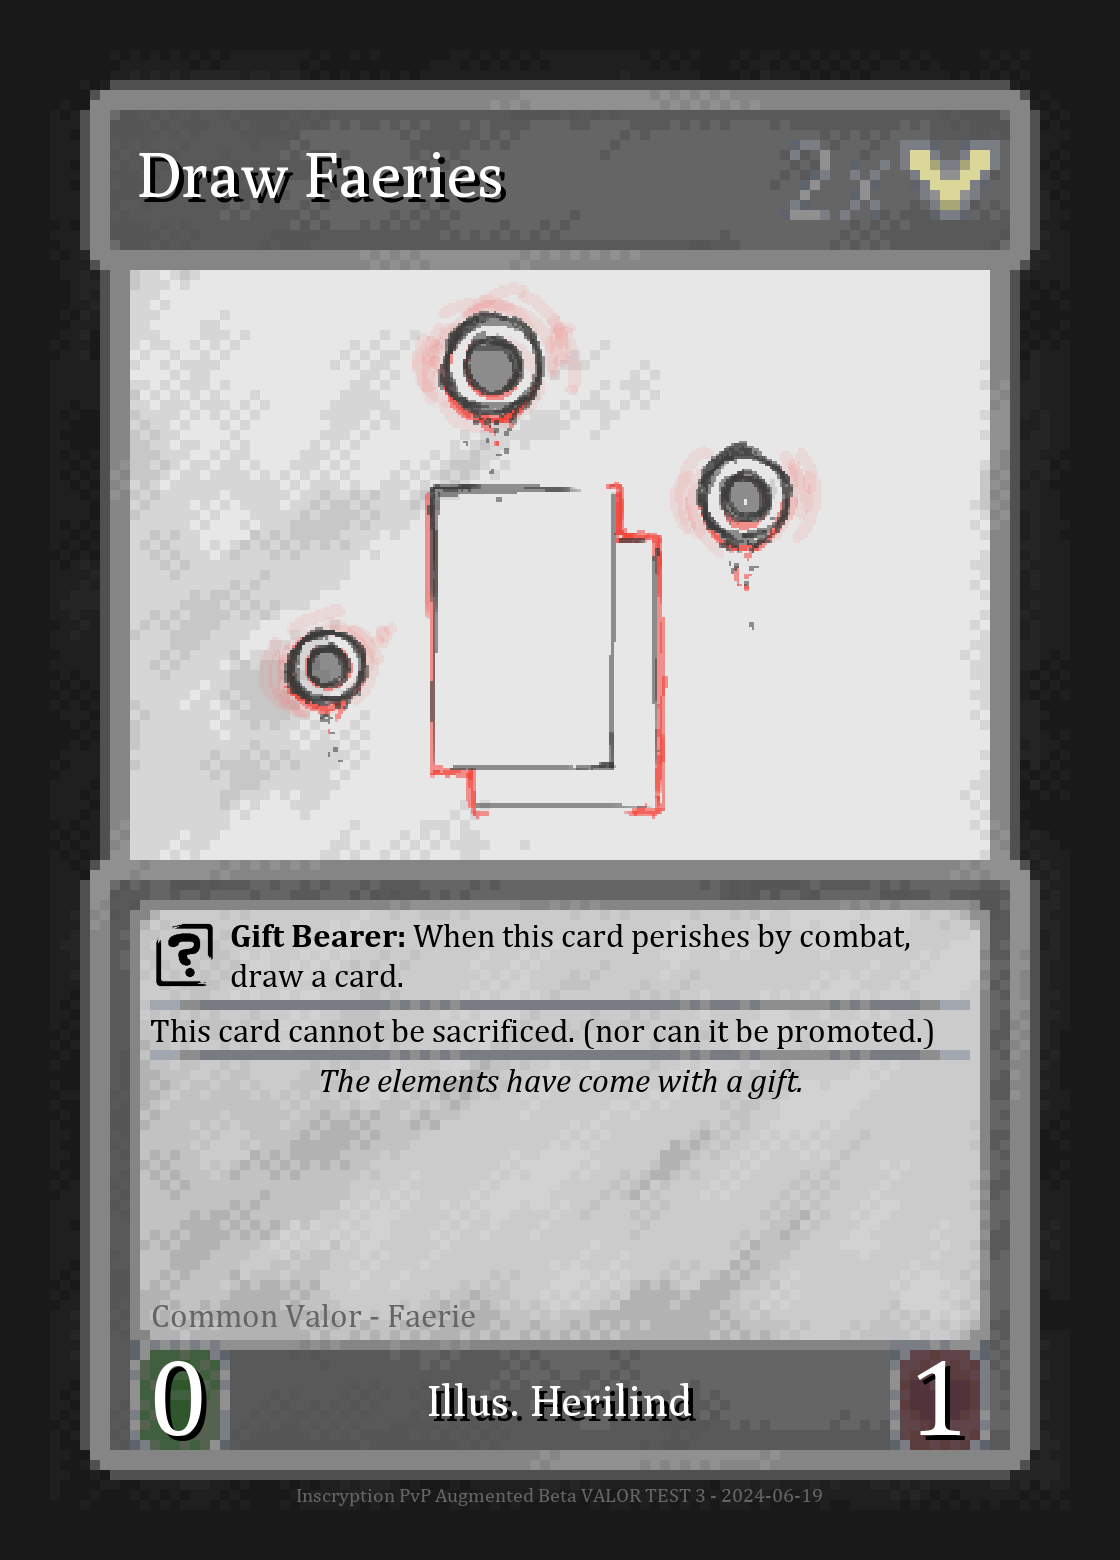 Draw Faeries 2x
Gift Bearer: When this card perishes by combat,
draw a card.
This card cannot be sacrificed. (nor can it be promoted.)
The elements have come with a gift.
Common Valor - Faerie
0 Illus. Herilind 1
Inscryption PvP Augmented Beta VALOR TEST 3 - 2024-06-19